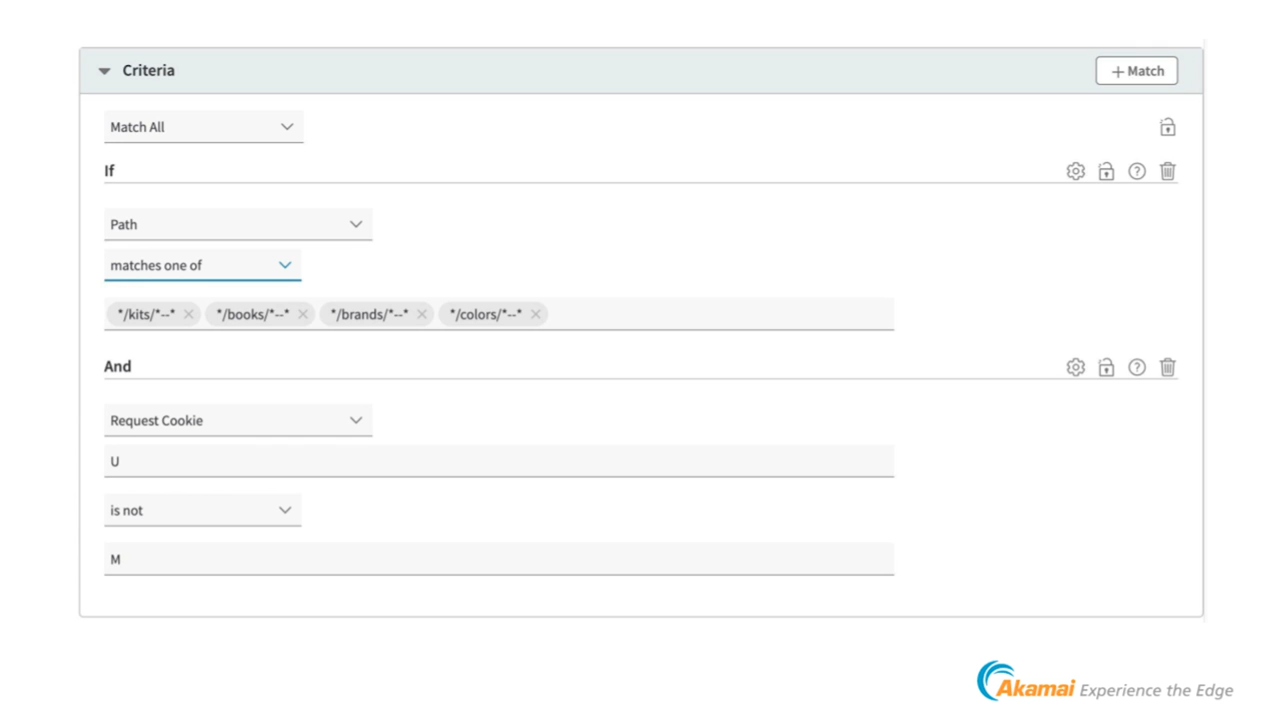 Criteria
+ Match
Match All
If
Path
matches one of
*/kits/*--* × */books/*--* × */brands/*--* × */colors/*--* ×
And
Request Cookie
U
is not
M
Akamai Experience the Edge